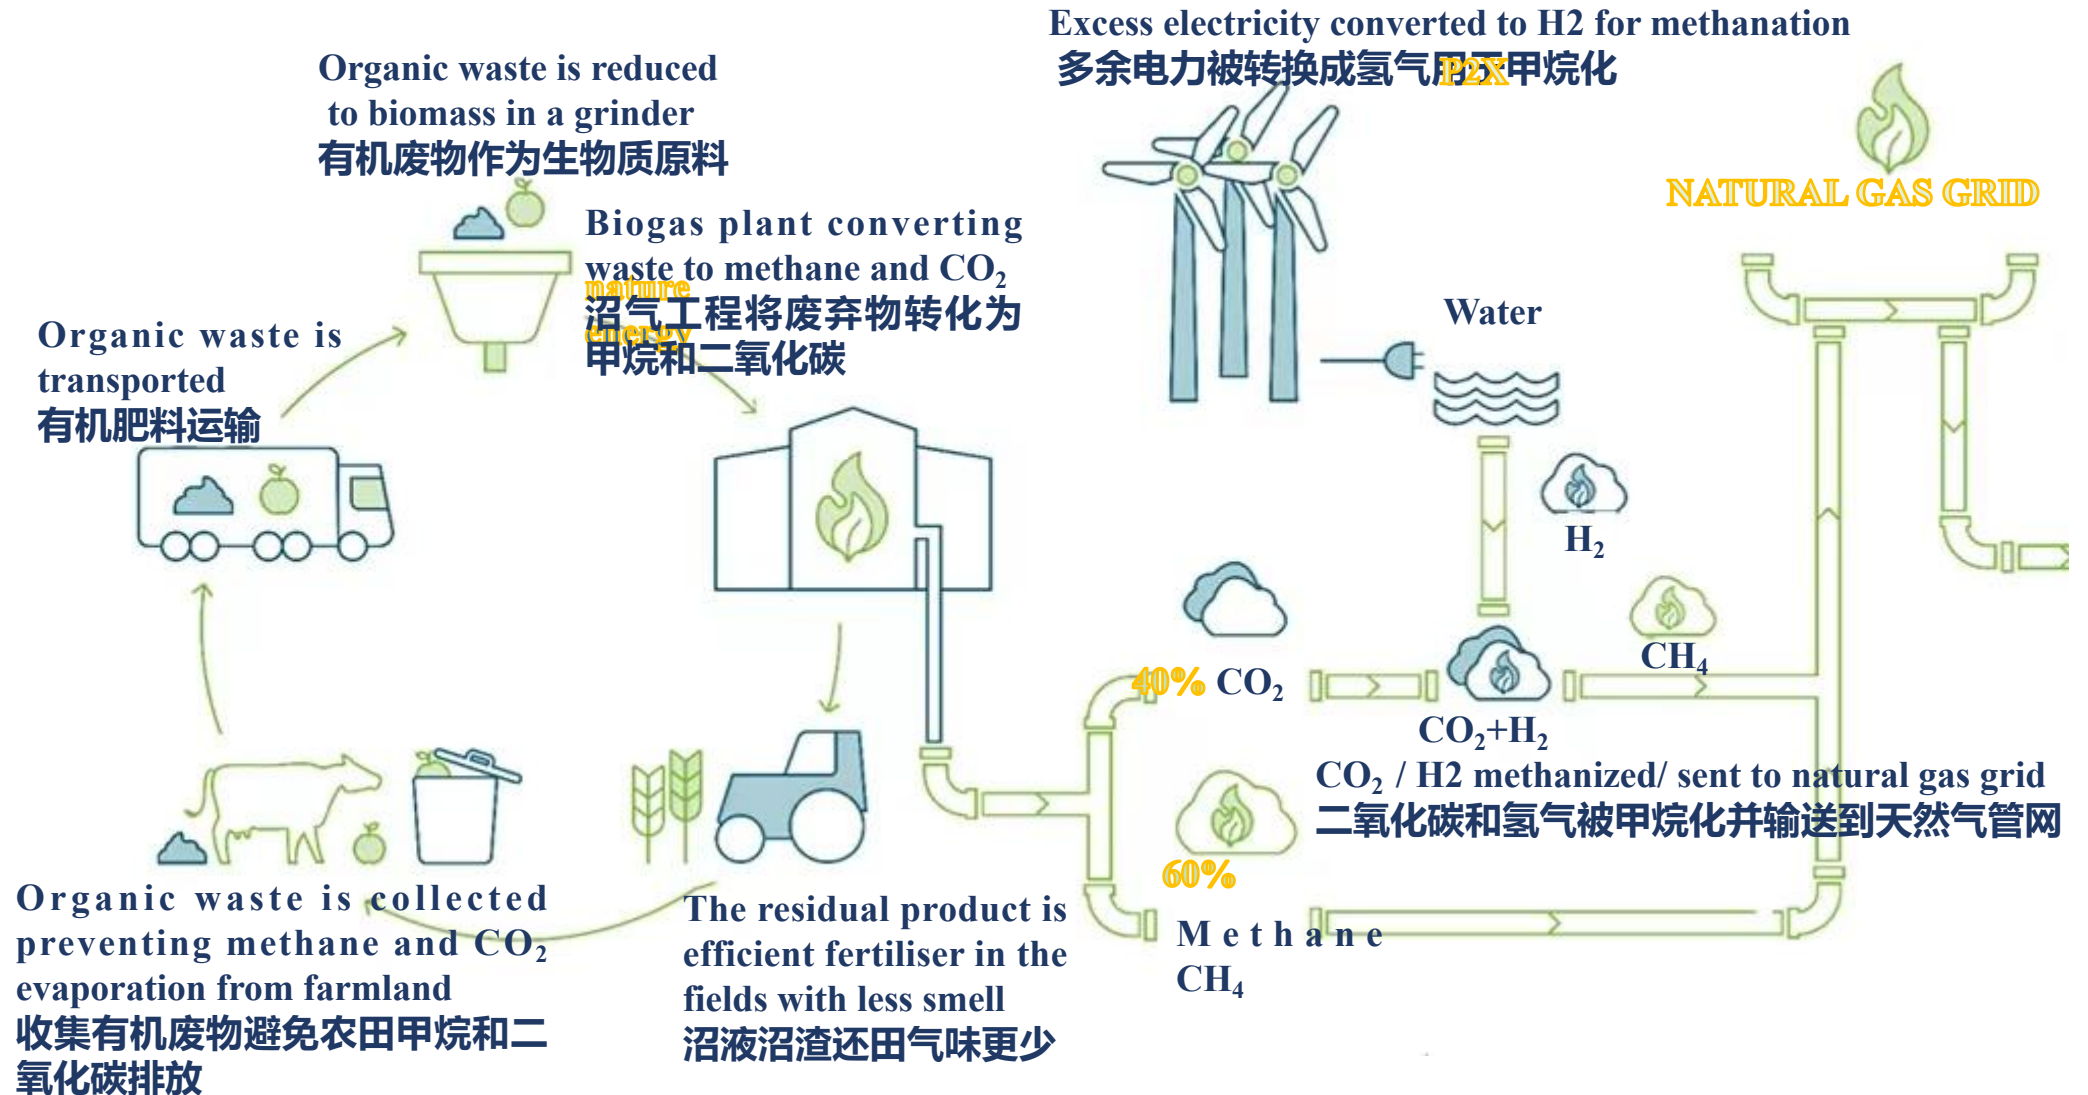 Excess electricity converted to H2 for methanation
多余电力被转换成氢气用于甲烷化
P2X
Organic waste is reduced
to biomass in a grinder
有机废物作为生物质原料
NATURAL GAS GRID
Biogas plant converting
waste to methane and CO₂
nature
energy
沼气工程将废弃物转化为
甲烷和二氧化碳
Organic waste is
transported
有机肥料运输
Water
H₂
CH₄
40% CO₂
CO₂+H₂
CO₂ / H2 methanized/ sent to natural gas grid
二氧化碳和氢气被甲烷化并输送到天然气管网
60%
Methane
CH₄
Organic waste is collected
preventing methane and CO₂
evaporation from farmland
收集有机废物避免农田甲烷和二
氧化碳排放
The residual product is
efficient fertiliser in the
fields with less smell
沼液沼渣还田气味更少